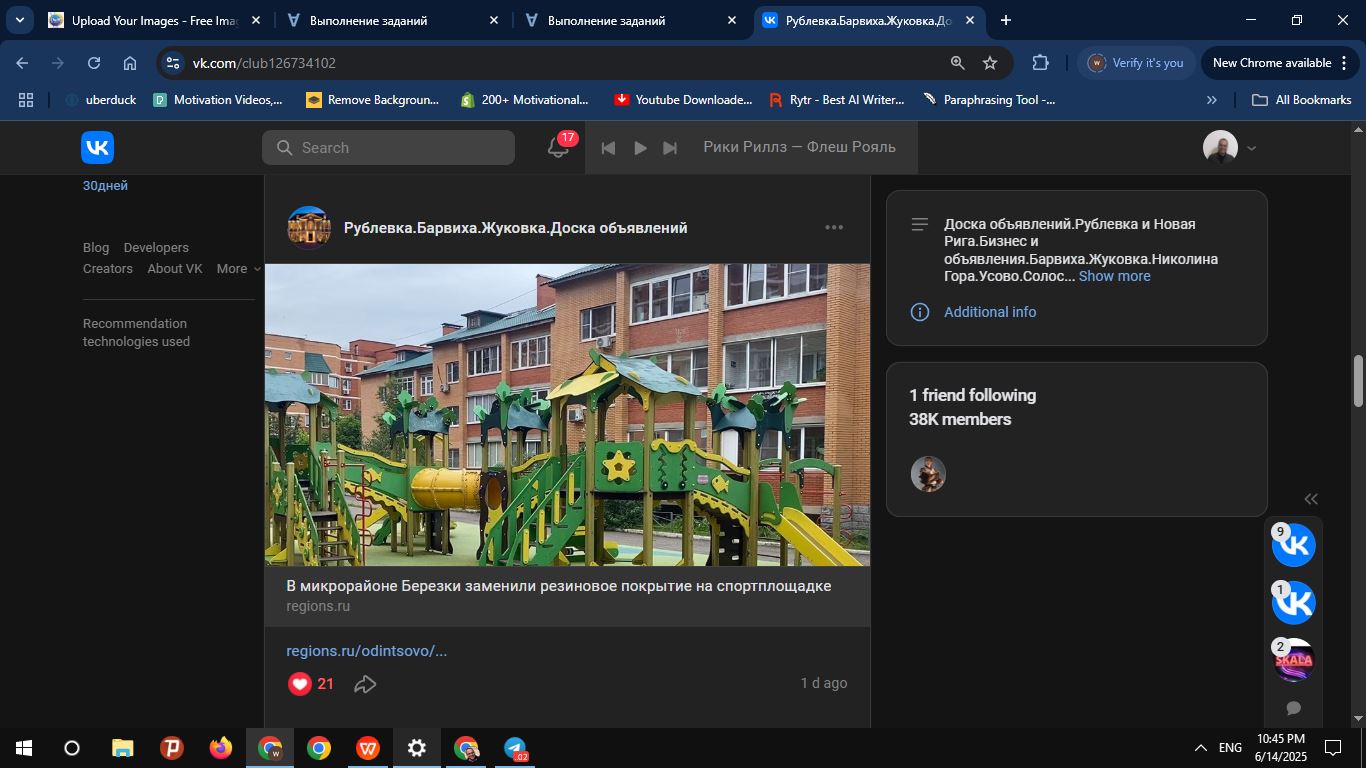 Upload Your Images - Free Ima
Выполнение заданий
Выполнение заданий
Рублевка.Барвиха.Жуковка.До
vk.com/club126734102
Verify it's you
New Chrome available
uberduck
Motivation Videos,...
Remove Backgroun...
200+ Motivational...
Youtube Downloade...
Rytr - Best AI Writer...
Paraphrasing Tool -...
All Bookmarks
Search
17
Рики Риллз — Флеш Рояль
30дней
Blog Developers
Creators About VK More
Recommendation
technologies used
Рублевка.Барвиха.Жуковка.Доска объявлений
В микрорайоне Березки заменили резиновое покрытие на спортплощадке
regions.ru
regions.ru/odintsovo/...
21
1 d ago
Доска объявлений.Рублевка и Новая
Рига.Бизнес и
объявления.Барвиха.Жуковка.Николина
Гора.Усово.Солос... Show more
Additional info
1 friend following
38K members
9
1
2
SKALA
ENG
10:45 PM
6/14/2025
.02